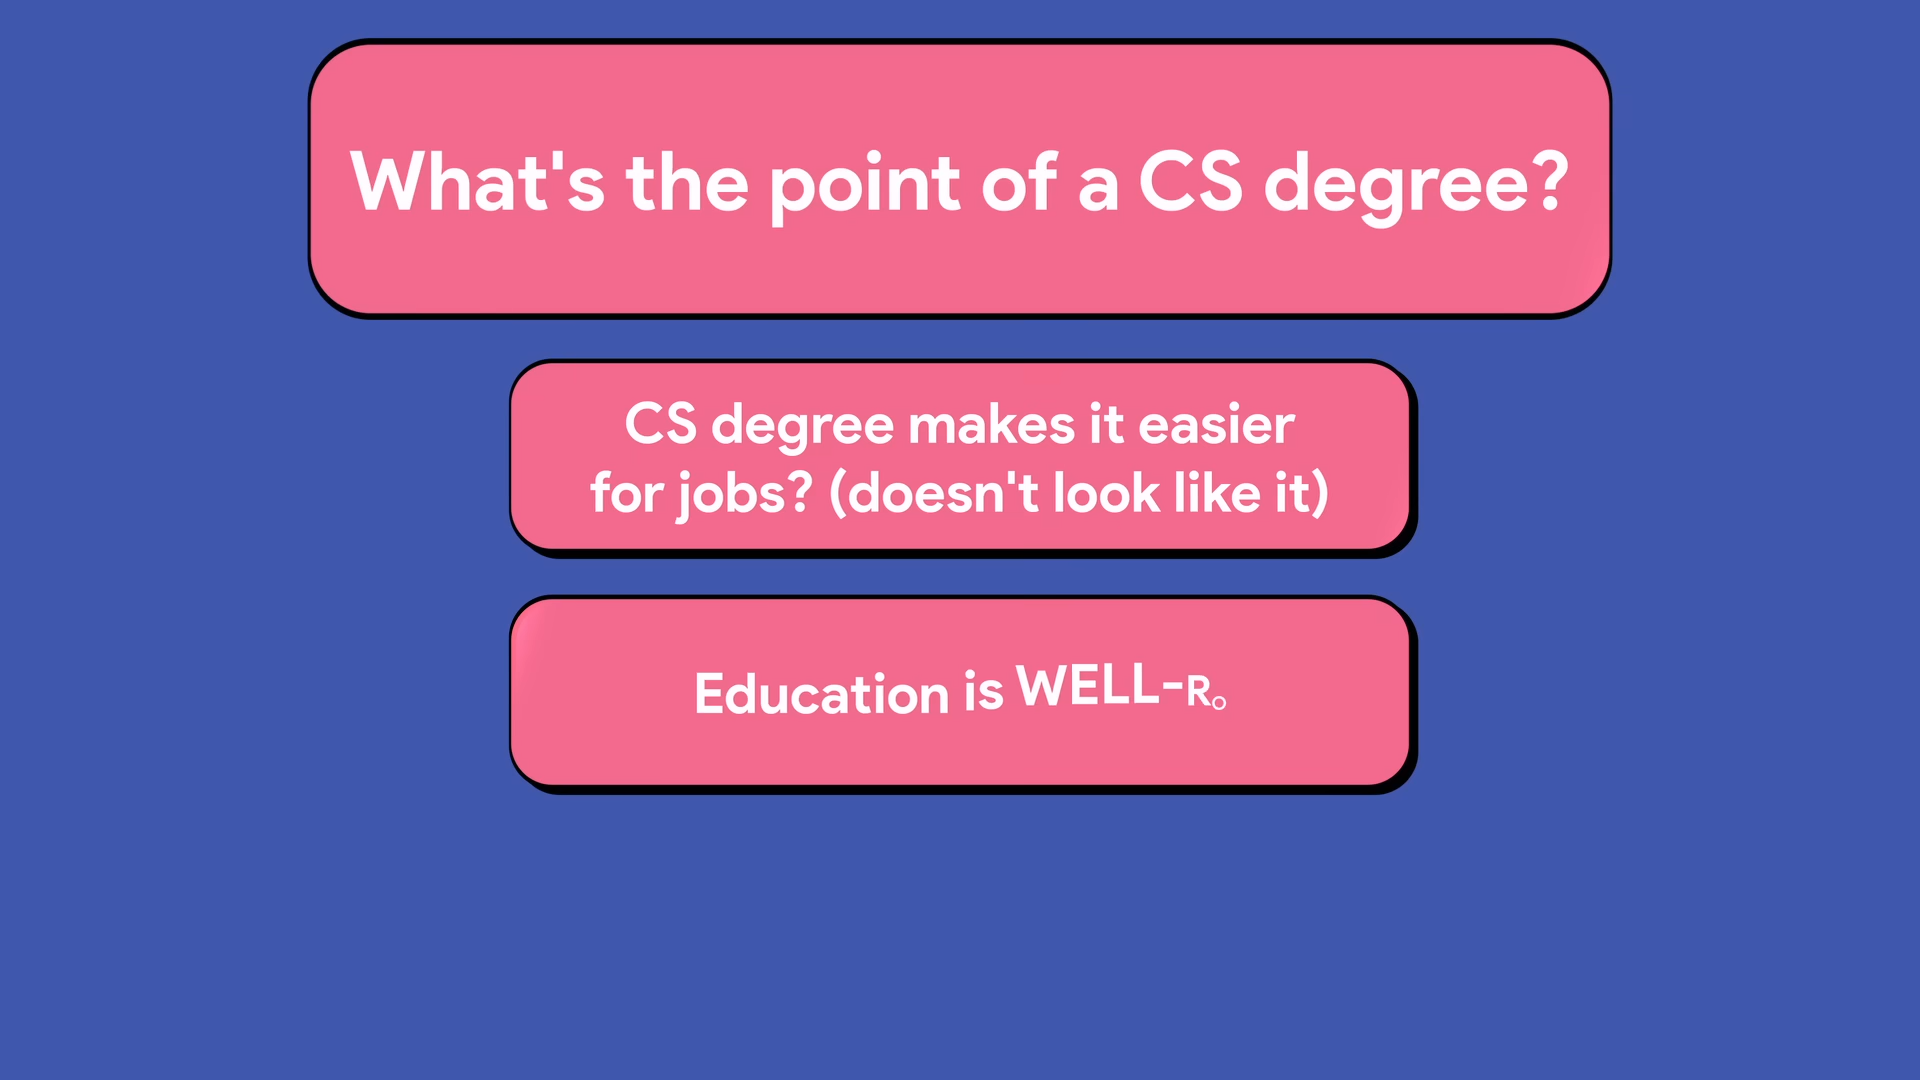 What's the point of a CS degree?
CS degree makes it easier
for jobs? (doesn't look like it)
Education is WELL-RO